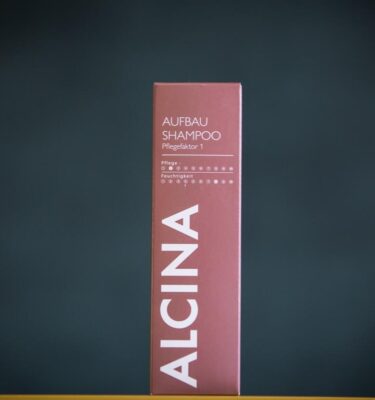 AUFBAU
SHAMPOO
Pflegefaktor 1
Pflege
Feuchtigkeit
ALCINA